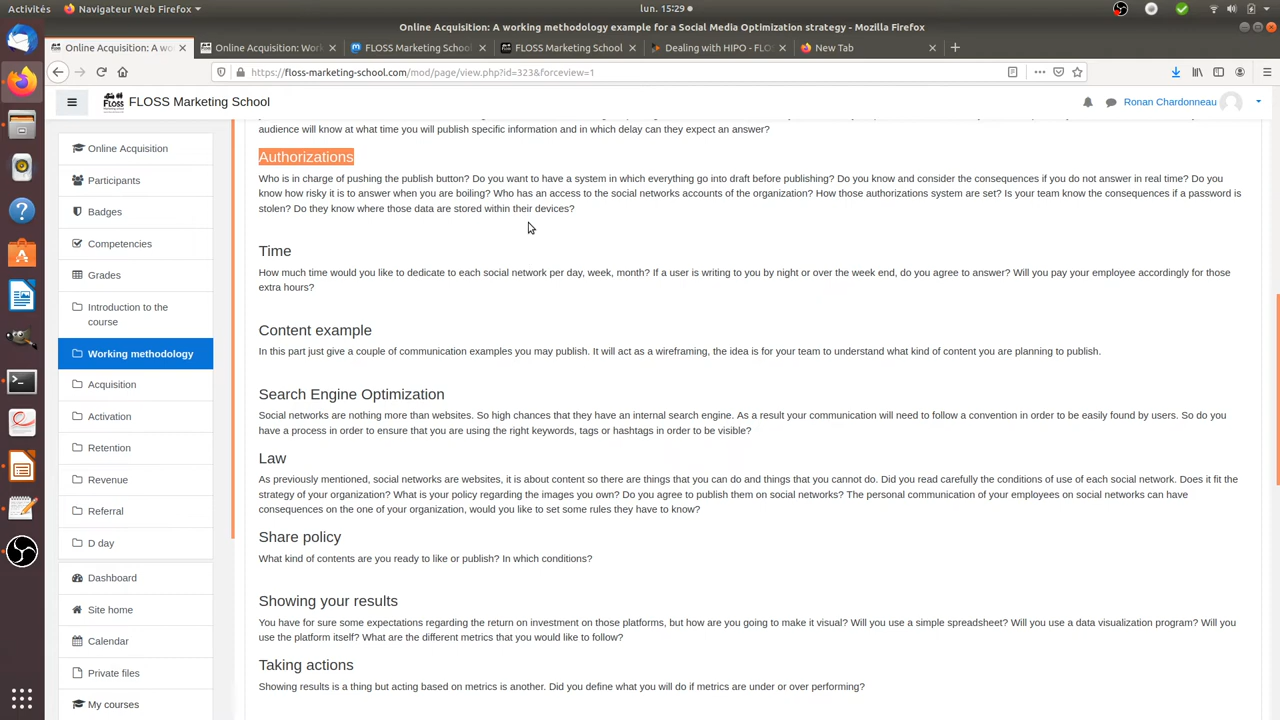 Activités
Navigateur Web Firefox
lun. 15:29
Online Acquisition: A working methodology example for a Social Media Optimization strategy - Mozilla Firefox
Online Acquisition: A wo
Online Acquisition: Work
FLOSS Marketing School
FLOSS Marketing School
Dealing with HIPO - FLOS
New Tab
https://floss-marketing-school.com/mod/page/view.php?id=323&forceview=1
Floss
FLOSS Marketing School
Ronan Chardonneau
Online Acquisition
Participants
Badges
Competencies
Grades
Introduction to the
course
Working methodology
Acquisition
Activation
Retention
Revenue
Referral
D day
Dashboard
Site home
Calendar
Private files
My courses
audience will know at what time you will publish specific information and in which delay can they expect an answer?
Authorizations
Who is in charge of pushing the publish button? Do you want to have a system in which everything go into draft before publishing? Do you know and consider the consequences if you do not answer in real time? Do you
know how risky it is to answer when you are boiling? Who has an access to the social networks accounts of the organization? How those authorizations system are set? Is your team know the consequences if a password is
stolen? Do they know where those data are stored within their devices?
Time
How much time would you like to dedicate to each social network per day, week, month? If a user is writing to you by night or over the week end, do you agree to answer? Will you pay your employee accordingly for those
extra hours?
Content example
In this part just give a couple of communication examples you may publish. It will act as a wireframing, the idea is for your team to understand what kind of content you are planning to publish.
Search Engine Optimization
Social networks are nothing more than websites. So high chances that they have an internal search engine. As a result your communication will need to follow a convention in order to be easily found by users. So do you
have a process in order to ensure that you are using the right keywords, tags or hashtags in order to be visible?
Law
As previously mentioned, social networks are websites, it is about content so there are things that you can do and things that you cannot do. Did you read carefully the conditions of use of each social network. Does it fit the
strategy of your organization? What is your policy regarding the images you own? Do you agree to publish them on social networks? The personal communication of your employees on social networks can have
consequences on the one of your organization, would you like to set some rules they have to know?
Share policy
What kind of contents are you ready to like or publish? In which conditions?
Showing your results
You have for sure some expectations regarding the return on investment on those platforms, but how are you going to make it visual? Will you use a simple spreadsheet? Will you use a data visualization program? Will you
use the platform itself? What are the different metrics that you would like to follow?
Taking actions
Showing results is a thing but acting based on metrics is another. Did you define what you will do if metrics are under or over performing?